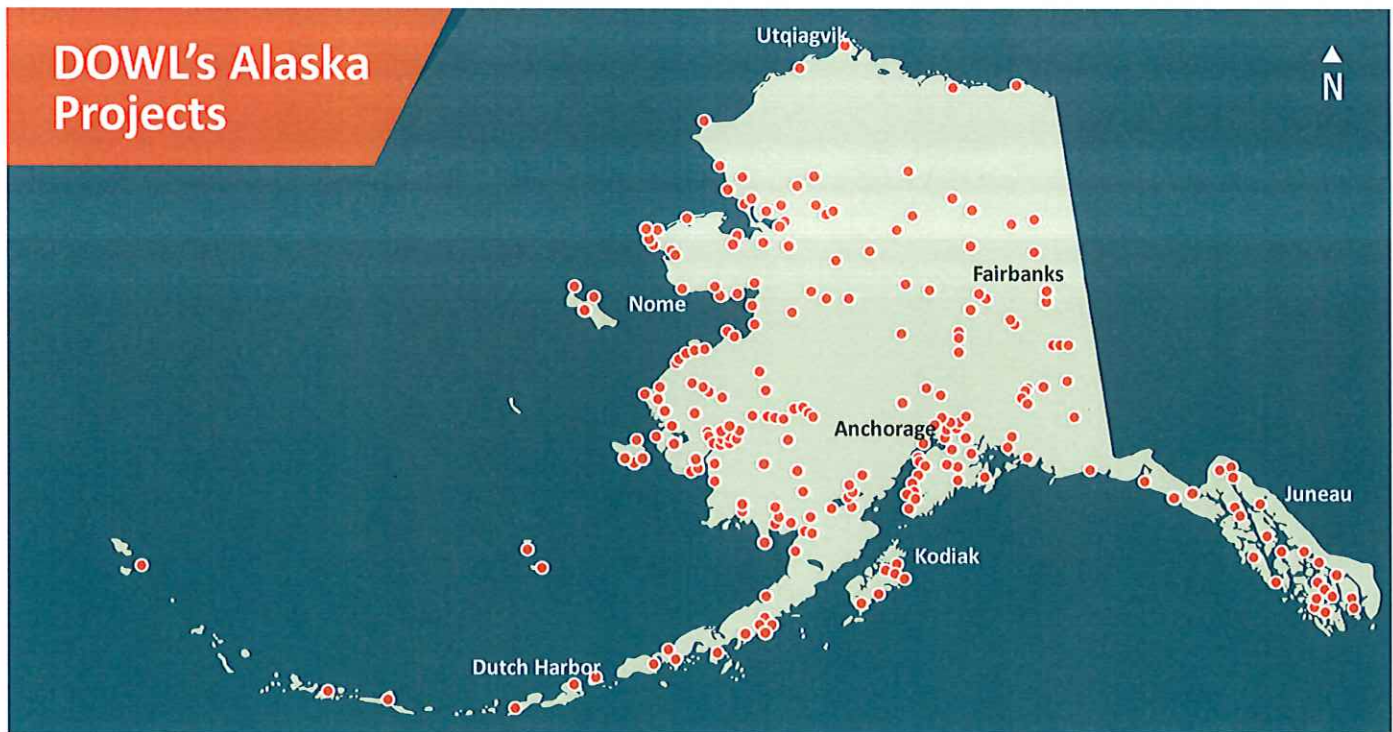 DOWL's Alaska
Projects
Utqiagvik
N
Fairbanks
Nome
Anchorage
Juneau
Kodiak
Dutch Harbor